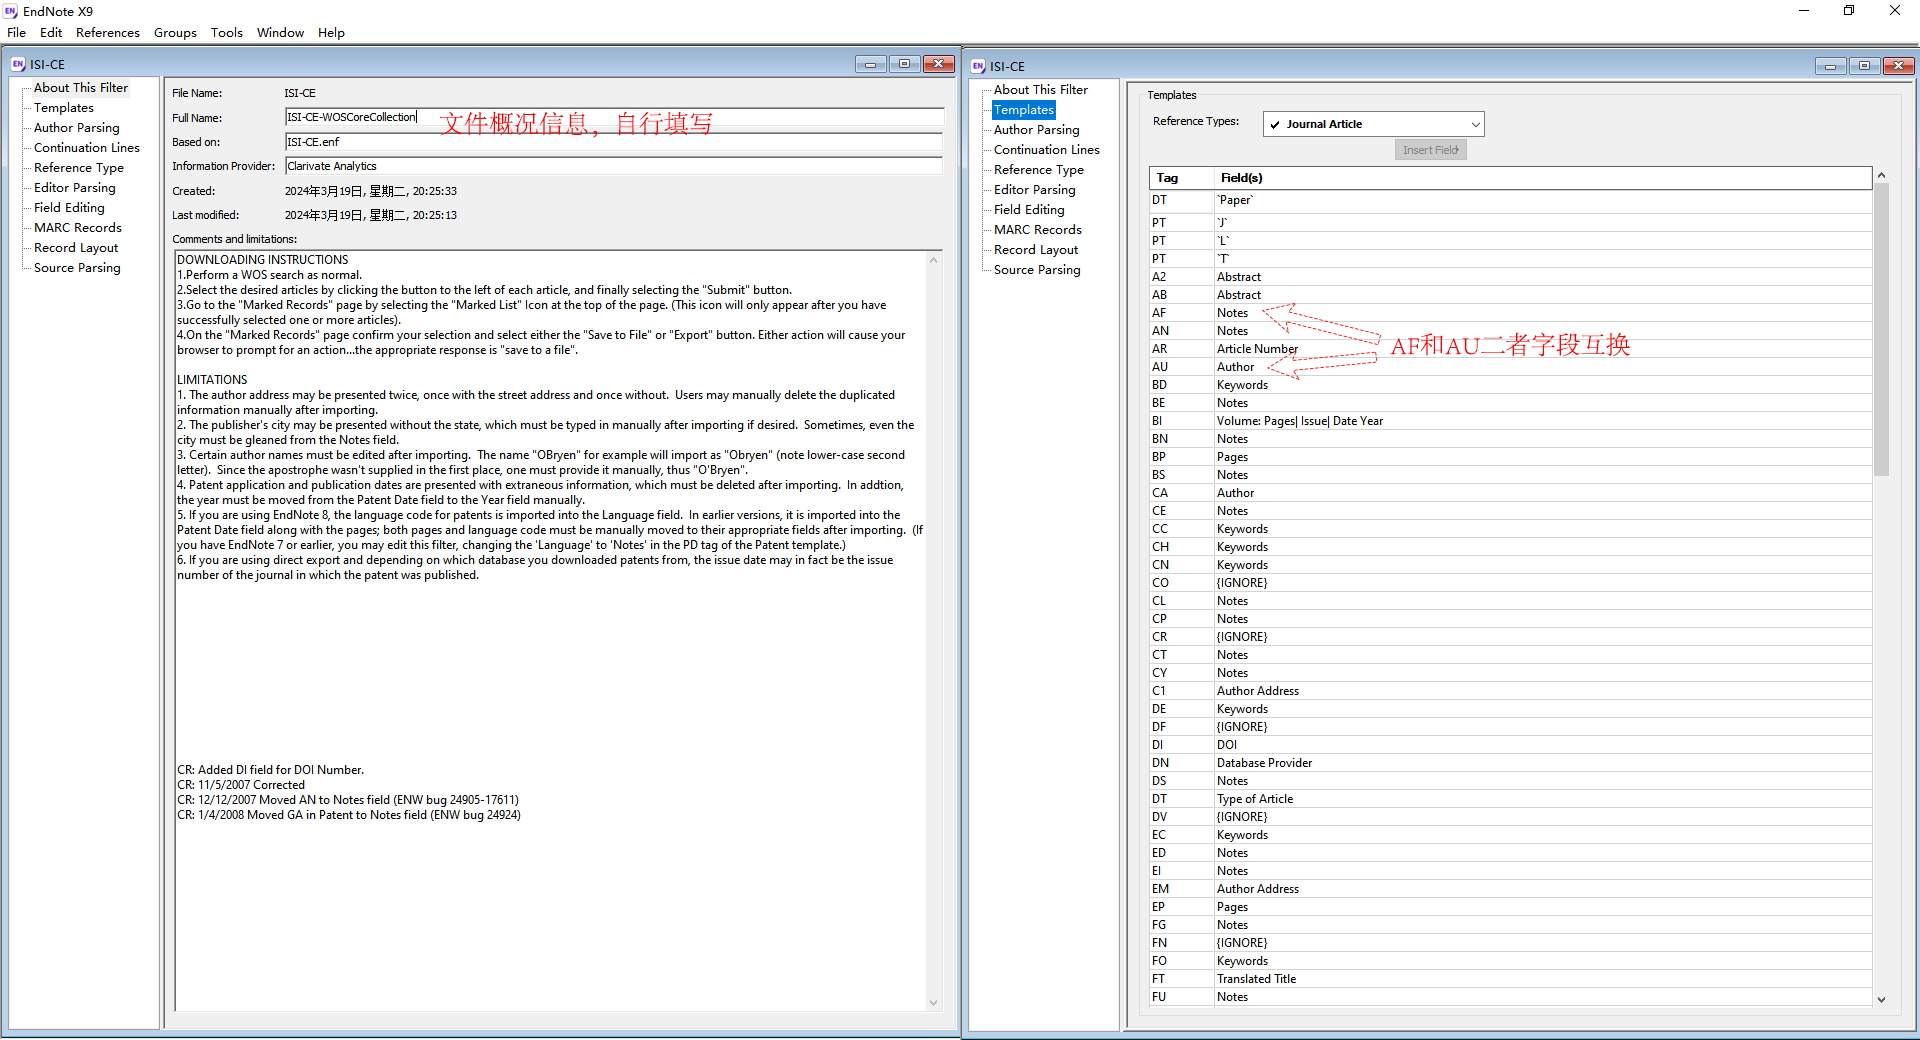 EndNote X9
File Edit References Groups Tools Window Help
ISI-CE
About This Filter
Templates
Author Parsing
Continuation Lines
Reference Type
Editor Parsing
Field Editing
MARC Records
Record Layout
Source Parsing
File Name: ISI-CE
Full Name: ISI-CE-WOSCoreCollection
文件概况信息，自行填写
Based on: ISI-CE.enf
Information Provider: Clarivate Analytics
Created: 2024年3月19日, 星期二, 20:25:33
Last modified: 2024年3月19日, 星期二, 20:25:13
Comments and limitations:
DOWNLOADING INSTRUCTIONS
1.Perform a WOS search as normal.
2.Select the desired articles by clicking the button to the left of each article, and finally selecting the "Submit" button.
3.Go to the "Marked Records" page by selecting the "Marked List" Icon at the top of the page. (This icon will only appear after you have
successfully selected one or more articles).
4.On the "Marked Records" page confirm your selection and select either the "Save to File" or "Export" button. Either action will cause your
browser to prompt for an action...the appropriate response is "save to a file".
LIMITATIONS
1. The author address may be presented twice, once with the street address and once without.  Users may manually delete the duplicated
information manually after importing.
2. The publisher's city may be presented without the state, which must be typed in manually after importing if desired.  Sometimes, even the
city must be gleaned from the Notes field.
3. Certain author names must be edited after importing.  The name "OBryen" for example will import as "Obryen" (note lower-case second
letter).  Since the apostrophe wasn't supplied in the first place, one must provide it manually, thus "O'Bryen".
4. Patent application and publication dates are presented with extraneous information, which must be deleted after importing.  In addtion,
the year must be moved from the Patent Date field to the Year field manually.
5. If you are using EndNote 8, the language code for patents is imported into the Language field.  In earlier versions, it is imported into the
Patent Date field along with the pages; both pages and language code must be manually moved to their appropriate fields after importing.  (If
you have EndNote 7 or earlier, you may edit this filter, changing the 'Language' to 'Notes' in the PD tag of the Patent template.)
6. If you are using direct export and depending on which database you downloaded patents from, the issue date may in fact be the issue
number of the journal in which the patent was published.
CR: Added DI field for DOI Number.
CR: 11/5/2007 Corrected
CR: 12/12/2007 Moved AN to Notes field (ENW bug 24905-17611)
CR: 1/4/2008 Moved GA in Patent to Notes field (ENW bug 24924)
ISI-CE
About This Filter
Templates
Author Parsing
Continuation Lines
Reference Type
Editor Parsing
Field Editing
MARC Records
Record Layout
Source Parsing
Templates
Reference Types: Journal Article
Insert Field
Tag Field(s)
DT `Paper`
PT `J`
PT `L`
PT `T`
A2 Abstract
AB Abstract
AF Notes
AN Notes
AR Article Number
AF和AU二者字段互换
AU Author
BD Keywords
BE Notes
BI Volume: Pages| Issue| Date Year
BN Notes
BP Pages
BS Notes
CA Author
CE Notes
CC Keywords
CH Keywords
CN Keywords
CO {IGNORE}
CL Notes
CP Notes
CR {IGNORE}
CT Notes
CY Notes
C1 Author Address
DE Keywords
DF {IGNORE}
DI DOI
DN Database Provider
DS Notes
DT Type of Article
DV {IGNORE}
EC Keywords
ED Notes
EI Notes
EM Author Address
EP Pages
FG Notes
FN {IGNORE}
FO Keywords
FT Translated Title
FU Notes